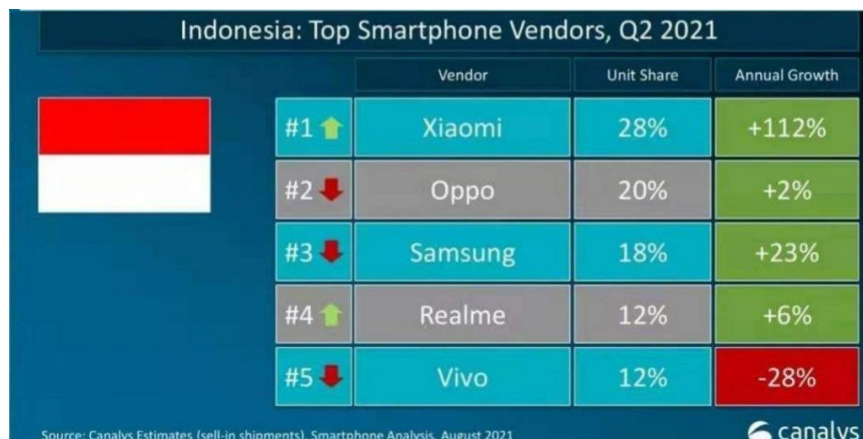 Indonesia: Top Smartphone Vendors, Q2 2021
Vendor Unit Share Annual Growth
#1 Xiaomi 28% +112%
#2 Oppo 20% +2%
#3 Samsung 18% +23%
#4 Realme 12% +6%
#5 Vivo 12% -28%
Source: Canalys Estimates (sell-in shipments), Smartphone Analysis, August 2021
canalys